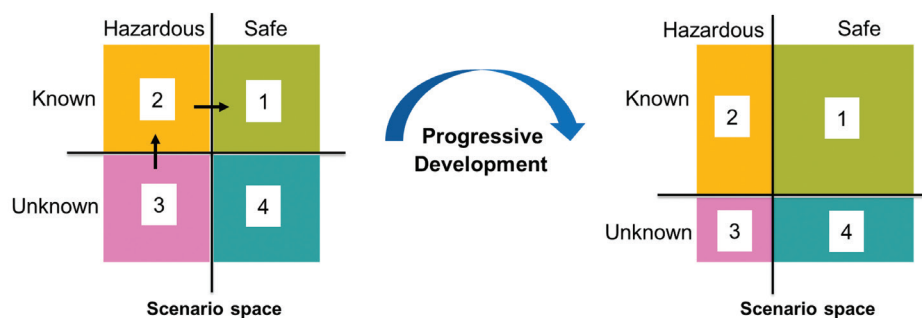 Hazardous Safe
Known 2 1
Unknown 3 4
Scenario space
Progressive
Development
Hazardous Safe
Known 2 1
Unknown 3 4
Scenario space